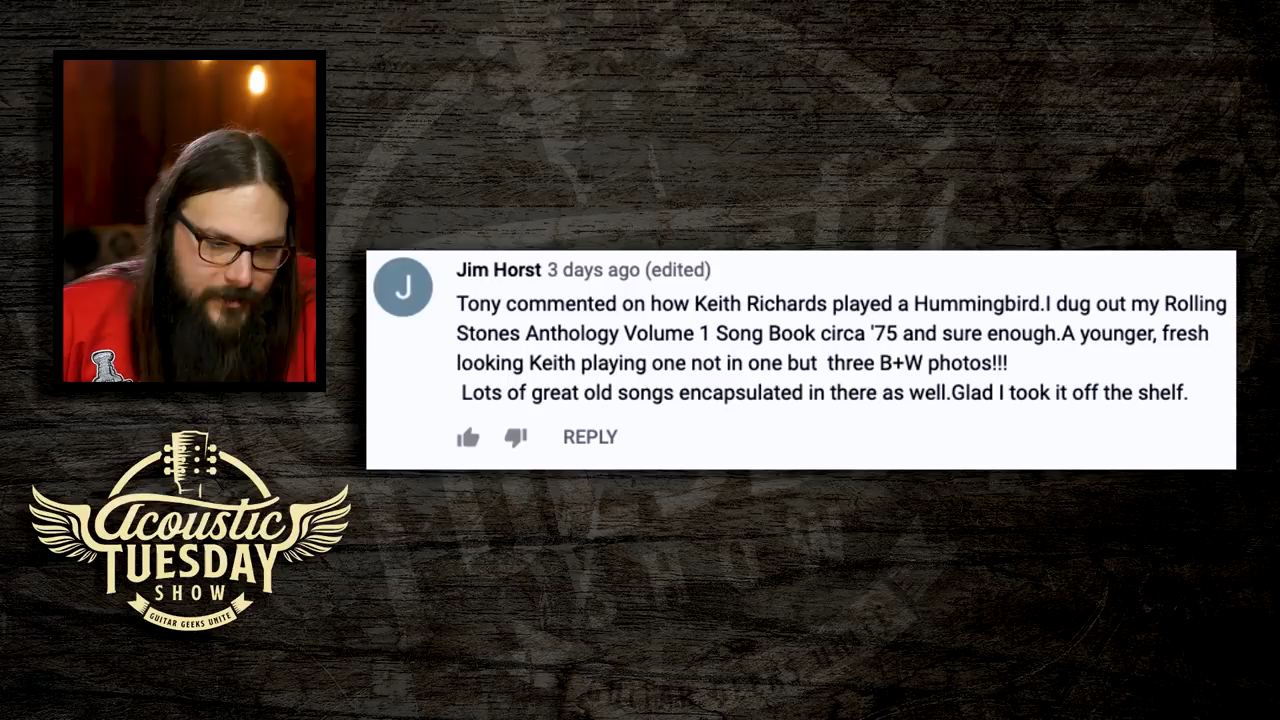 Jim Horst 3 days ago (edited)
J
Tony commented on how Keith Richards played a Hummingbird.I dug out my Rolling
Stones Anthology Volume 1 Song Book circa '75 and sure enough.A younger, fresh
looking Keith playing one not in one but  three B+W photos!!!
Lots of great old songs encapsulated in there as well.Glad I took it off the shelf.
REPLY
Acoustic
TUESDAY
SHOW
GUITAR GEEKS UNITE